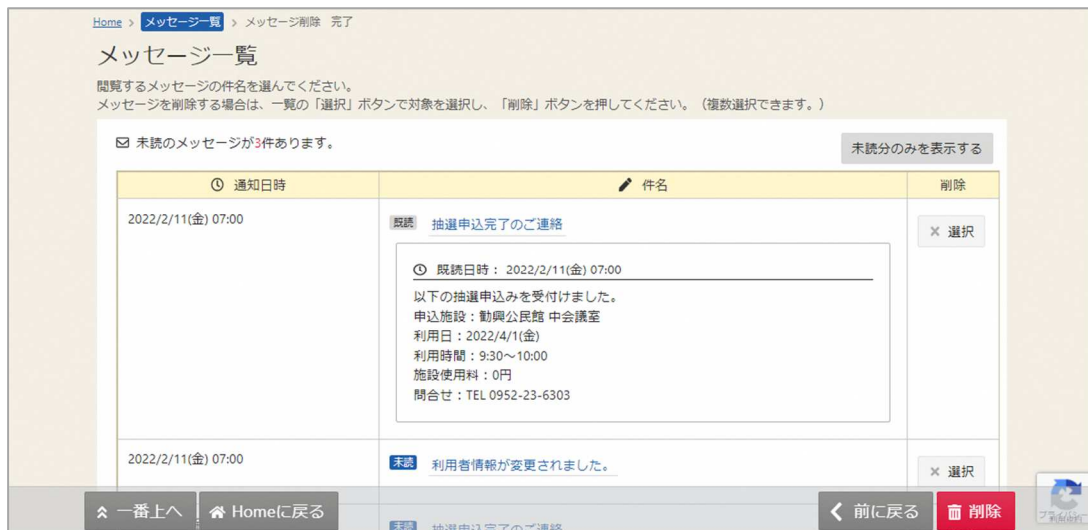 Home > メッセージ一覧 > メッセージ削除 完了
メッセージ一覧
閲覧するメッセージの件名を選んでください。
メッセージを削除する場合は、一覧の「選択」ボタンで対象を選択し、「削除」ボタンを押してください。（複数選択できます。）
未読のメッセージが3件あります。
未読分のみを表示する
通知日時 件名 削除
2022/2/11(金) 07:00 既読 抽選申込完了のご連絡 × 選択
既読日時： 2022/2/11(金) 07:00
以下の抽選申込みを受付けました。
申込施設：勧興公民館 中会議室
利用日：2022/4/1(金)
利用時間：9:30～10:00
施設使用料：0円
問合せ：TEL 0952-23-6303
2022/2/11(金) 07:00 未読 利用者情報が変更されました。 × 選択
一番上へ Homeに戻る 前に戻る 削除
未読 抽選申込完了のご連絡